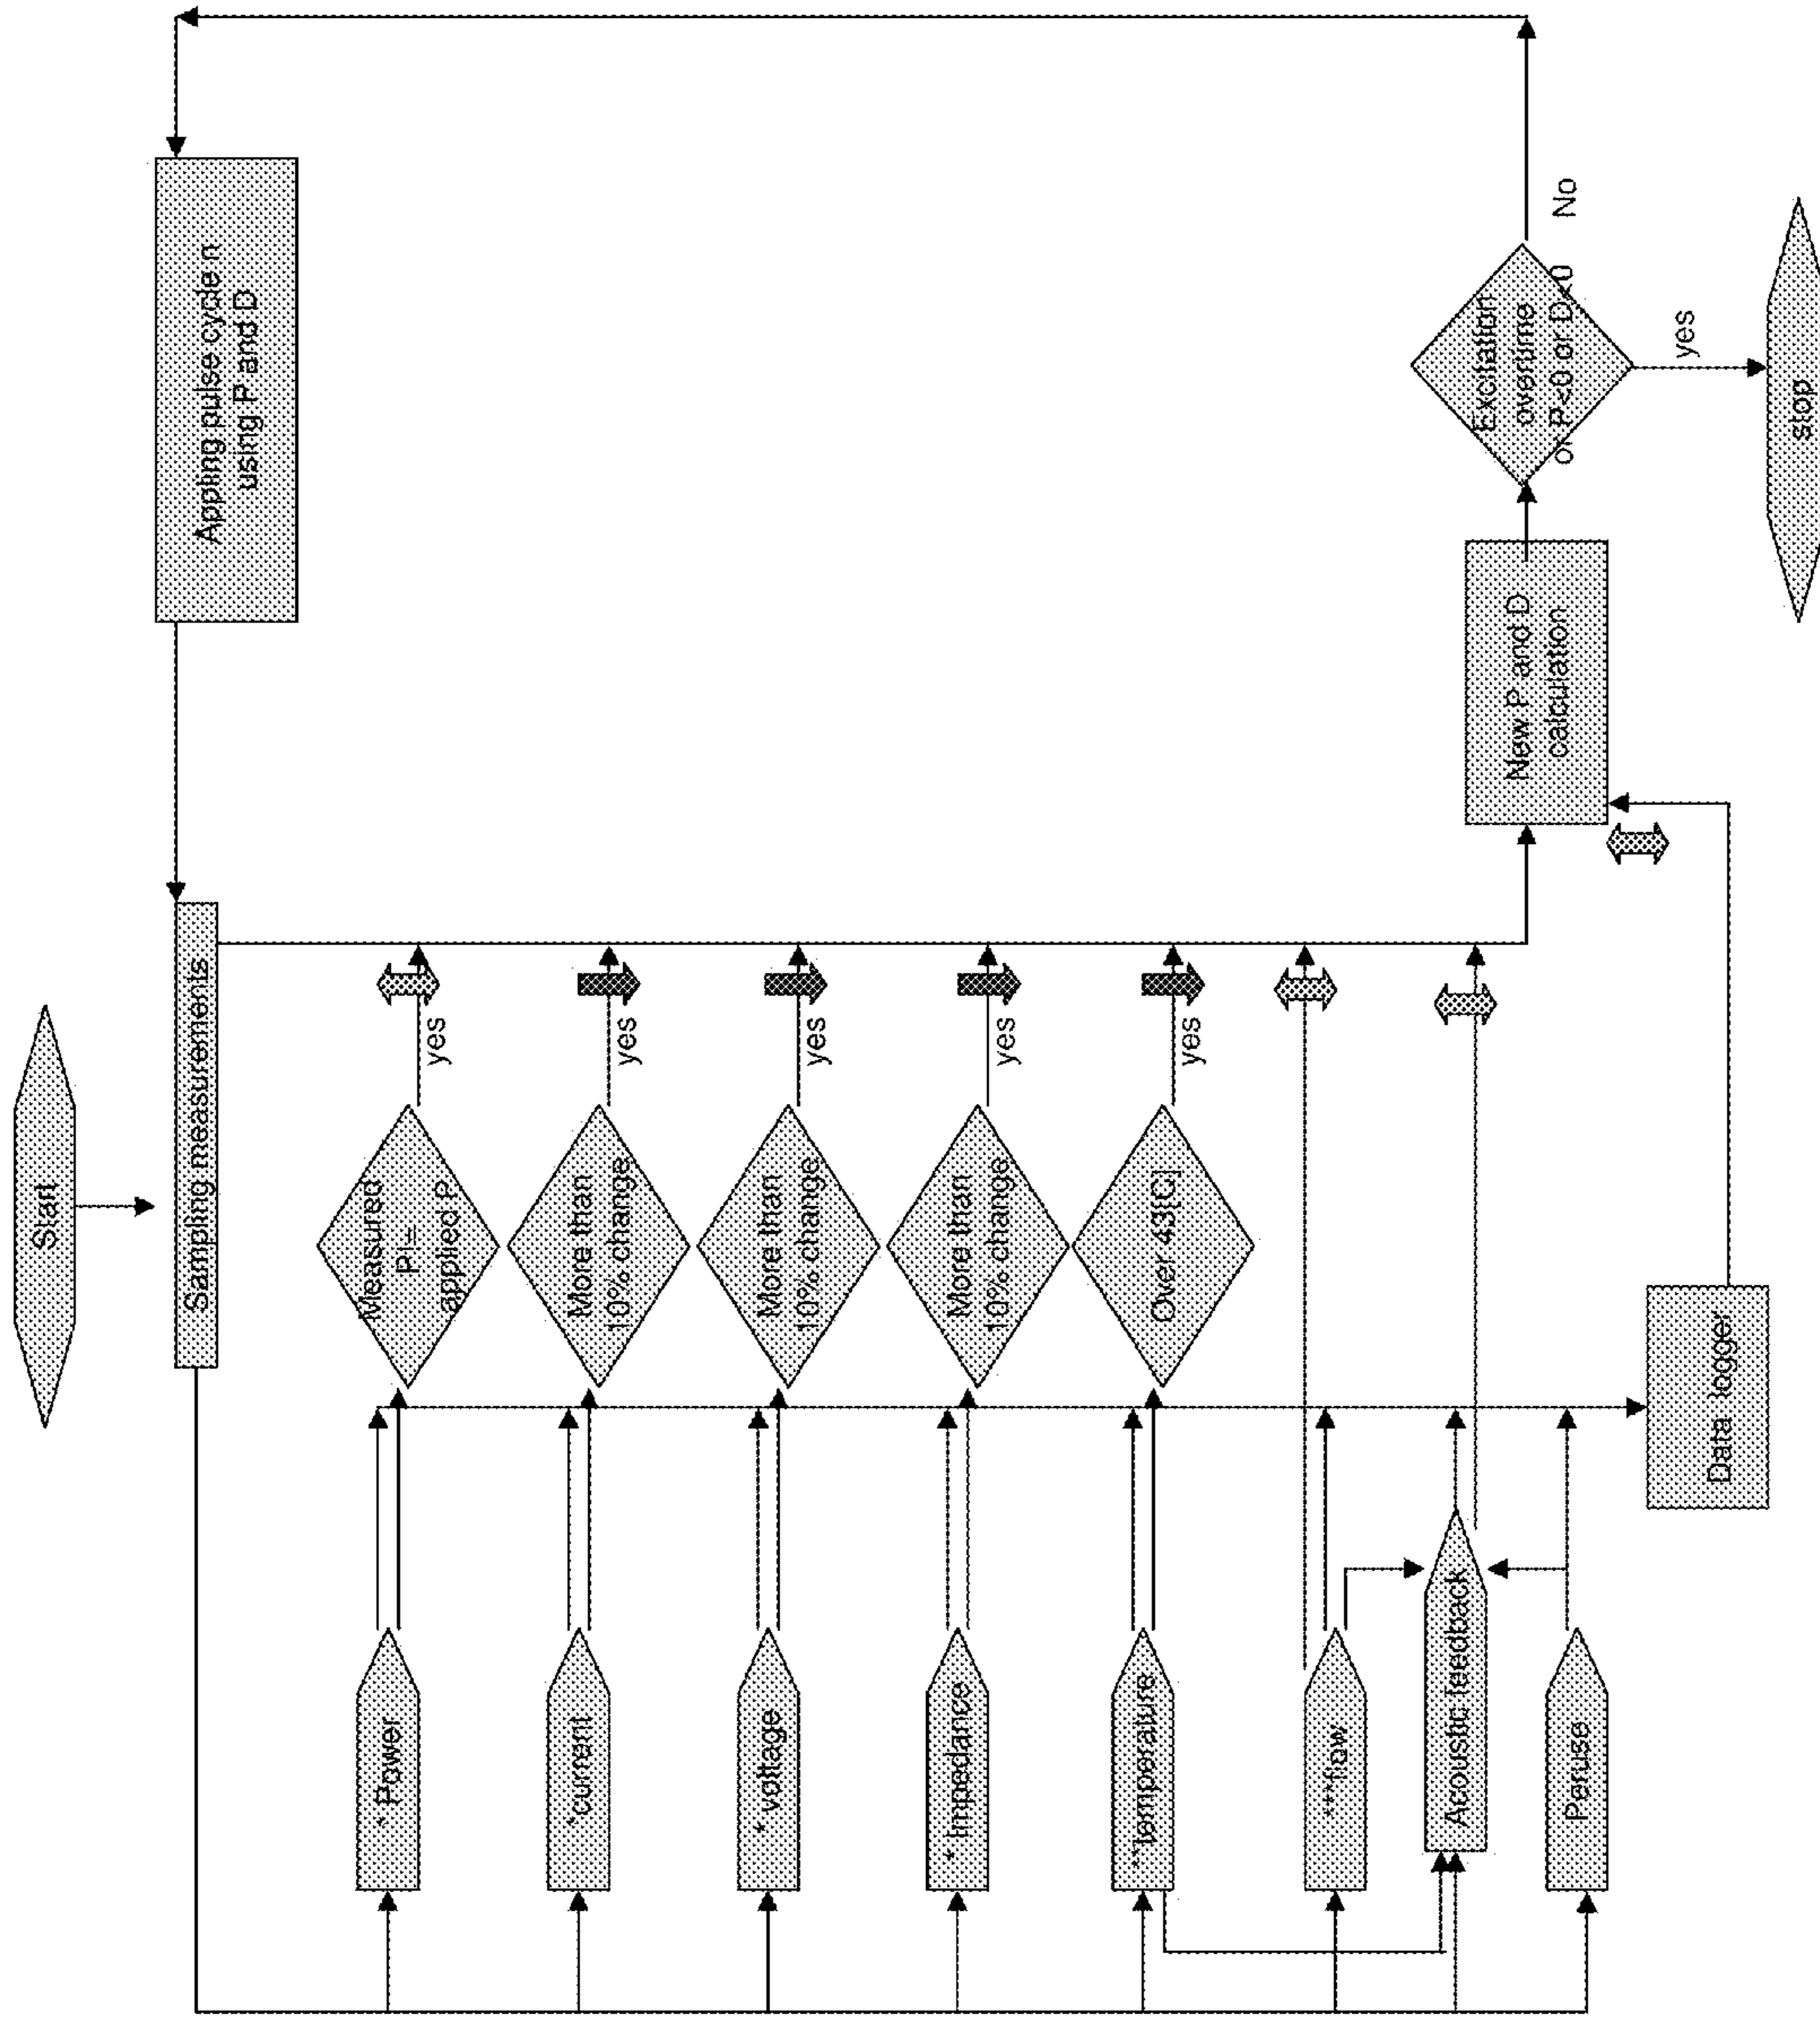 Start
Sampling measurements
Appling pulse cycle n
using P and D
* Power
Measured
P!=
applied P
yes
*current
More than
10% change
yes
* voltage
More than
10% change
yes
* Impedance
More than
10% change
yes
**temperature
Over 43[C]
yes
***flow
Acoustic feedback
Peruse
Data logger
New P and D
calculation
Excitation
overtime
or P<0 or D<0
No
yes
stop